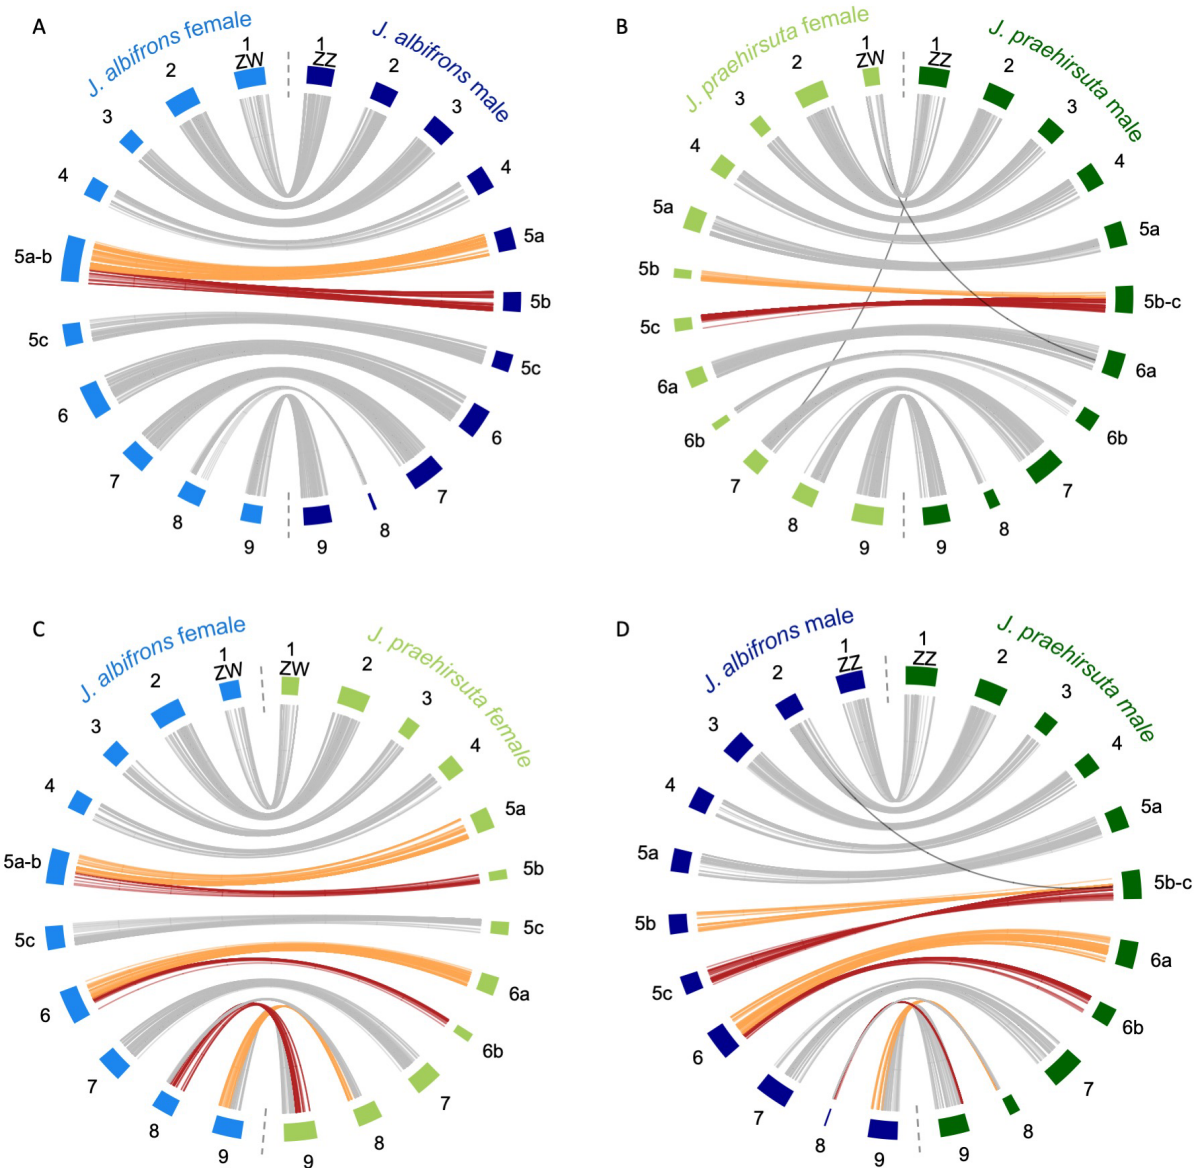 A
J. albifrons female
J. albifrons male
1
ZW
1
ZZ
2
2
3
3
4
4
5a-b
5a
5b
5c
5c
6
6
7
7
8
8
9
9
B
J. praehirsuta female
J. praehirsuta male
1
ZW
1
ZZ
2
2
3
3
4
4
5a
5a
5b
5b-c
5c
6a
6a
6b
6b
7
7
8
8
9
9
C
J. albifrons female
J. praehirsuta female
1
ZW
1
ZW
2
2
3
3
4
4
5a-b
5a
5b
5c
5c
6
6a
6b
7
7
8
8
9
9
D
J. albifrons male
J. praehirsuta male
1
ZZ
1
ZZ
2
2
3
3
4
4
5a
5a
5b
5b-c
5c
6a
6
6b
7
7
8
8
9
9